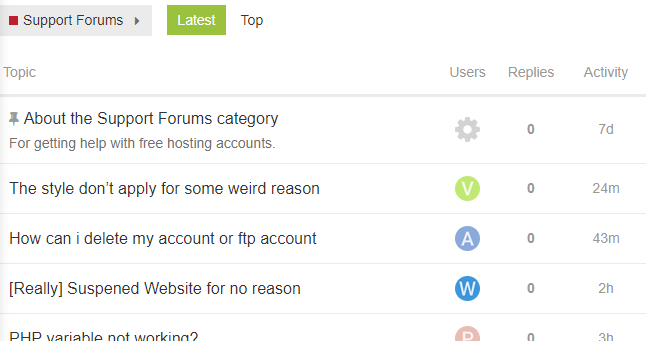 Support Forums
Latest
Top
Topic Users Replies Activity
About the Support Forums category 0 7d
For getting help with free hosting accounts.
The style don’t apply for some weird reason V 0 24m
How can i delete my account or ftp account A 0 43m
[Really] Suspened Website for no reason W 0 2h
PHP variable not working? P 0 3h